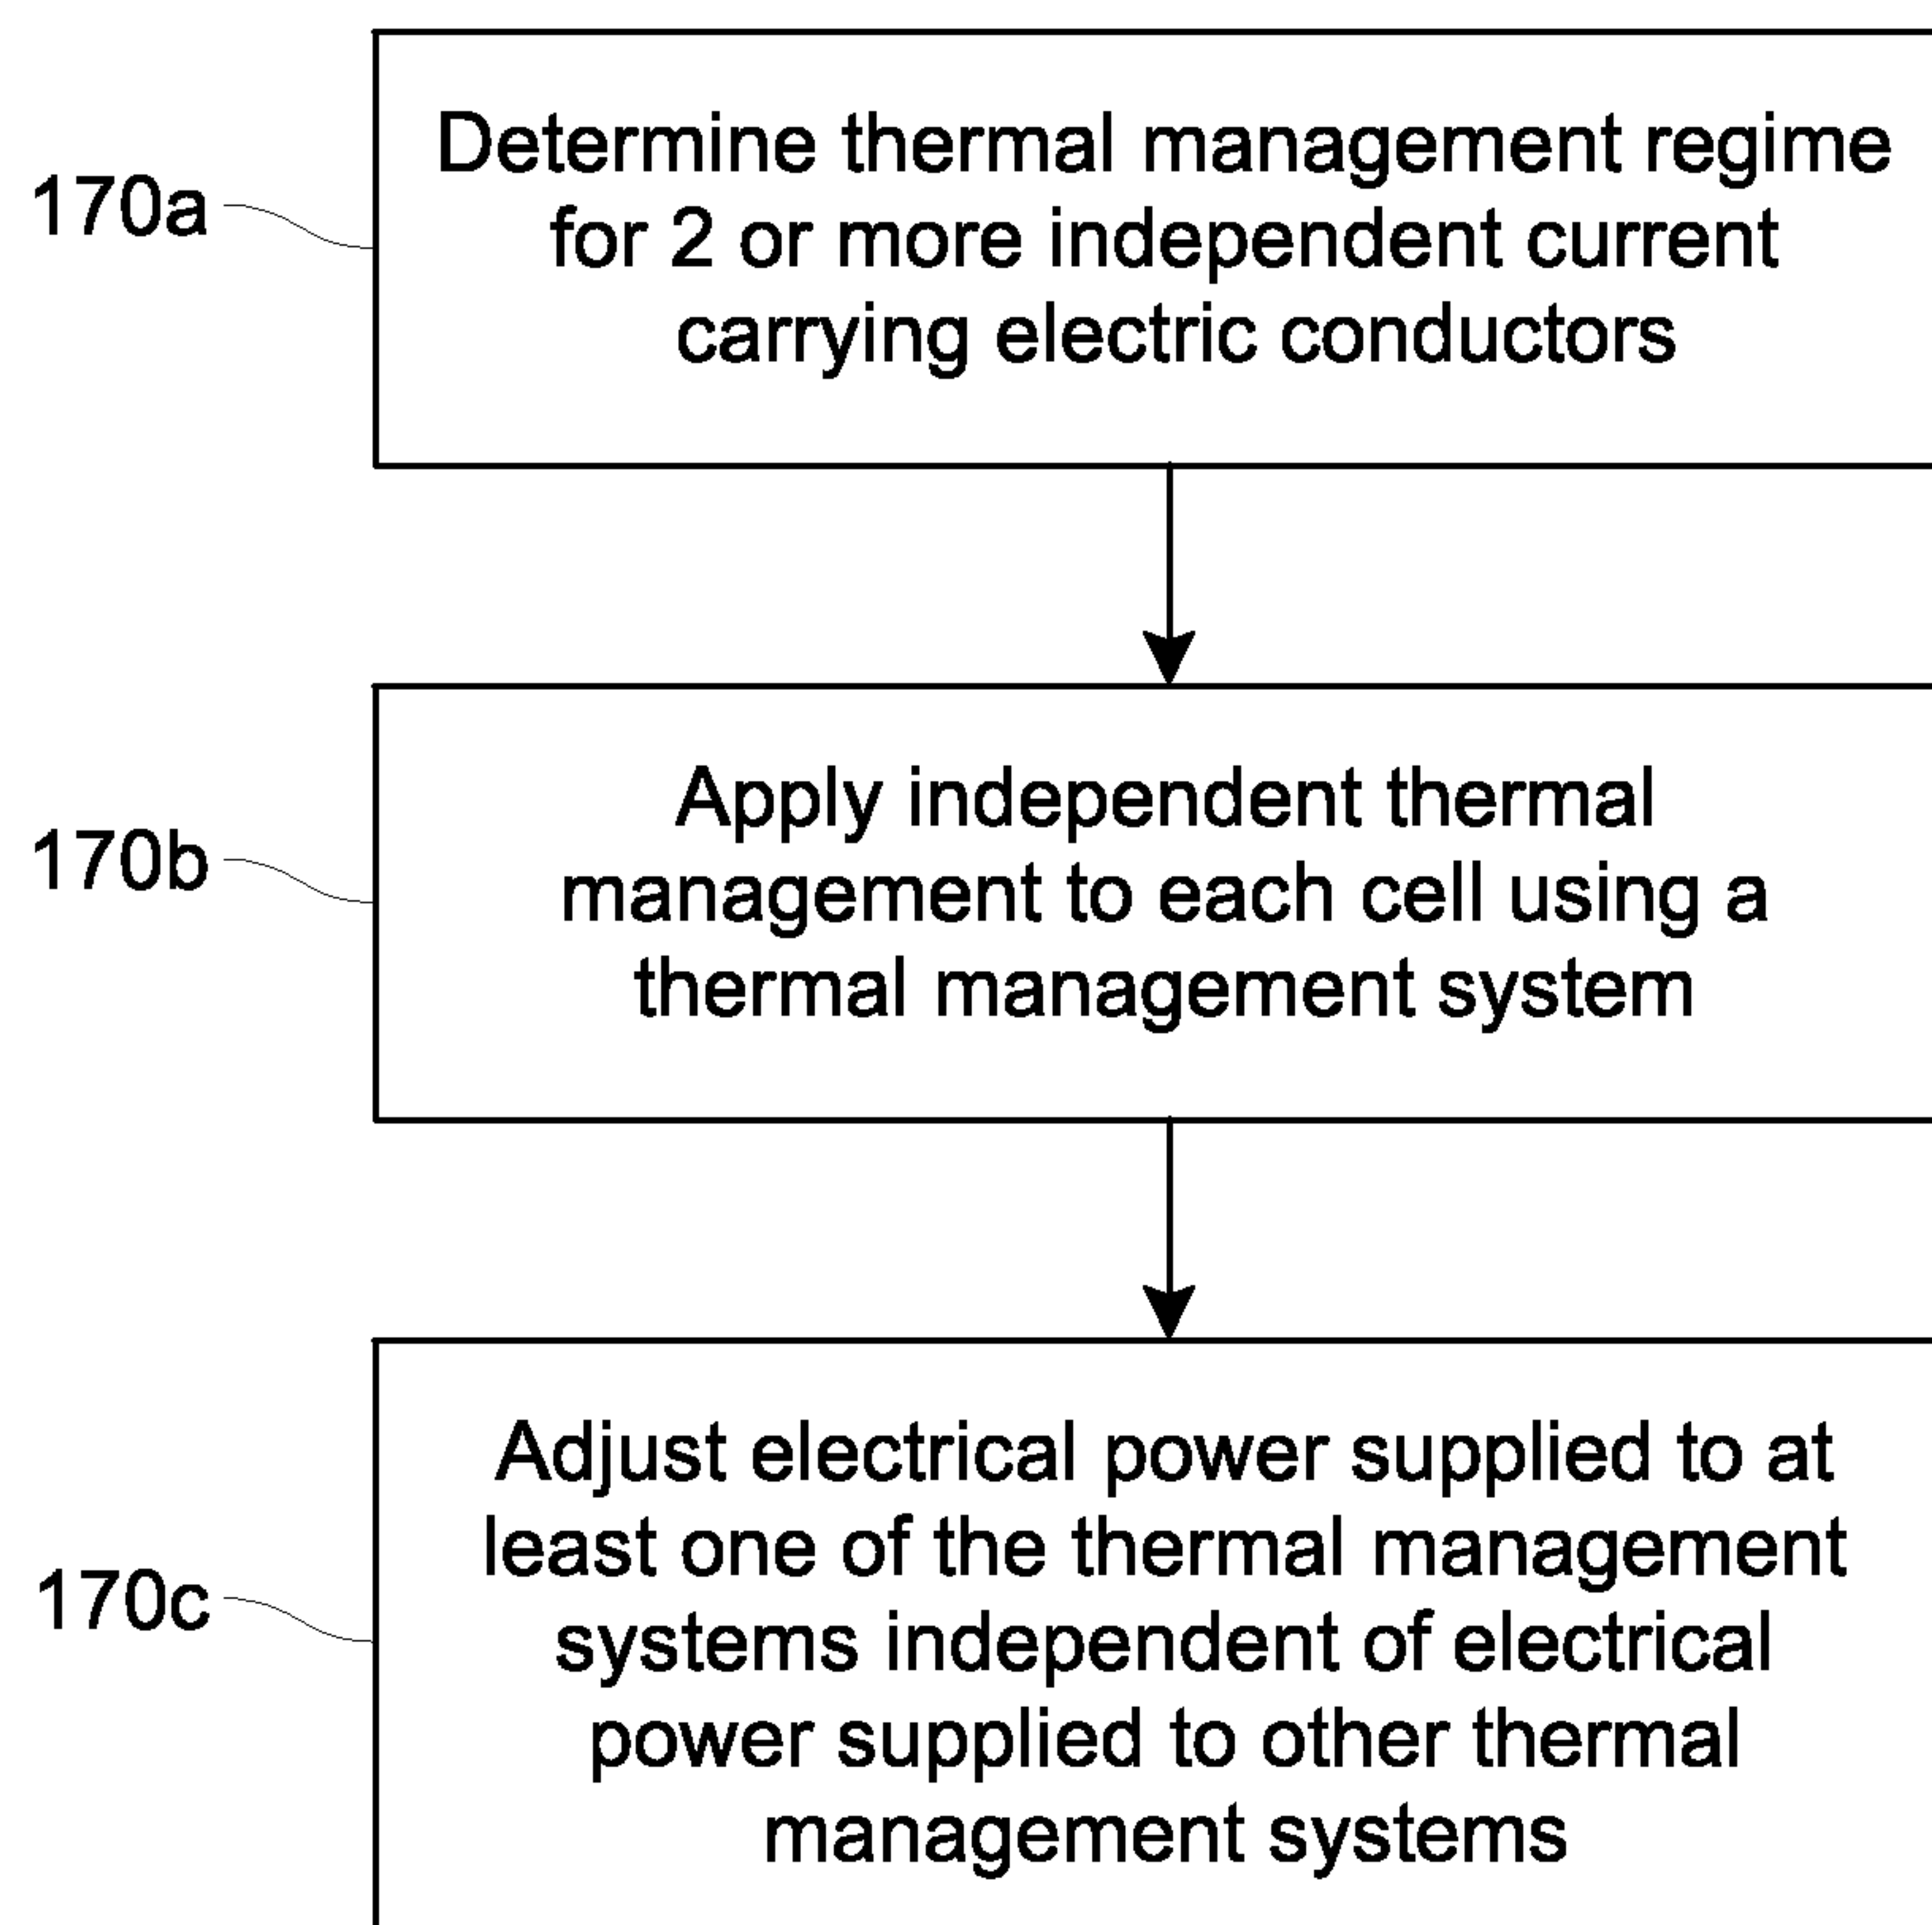 170a
Determine thermal management regime
for 2 or more independent current
carrying electric conductors
170b
Apply independent thermal
management to each cell using a
thermal management system
170c
Adjust electrical power supplied to at
least one of the thermal management
systems independent of electrical
power supplied to other thermal
management systems